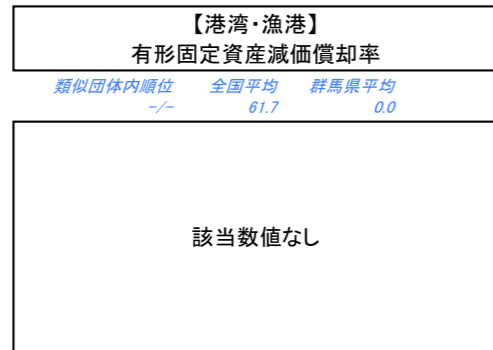 【港湾・漁港】
有形固定資産減価償却率
類似団体内順位 全国平均 群馬県平均
-/- 61.7 0.0
該当数値なし